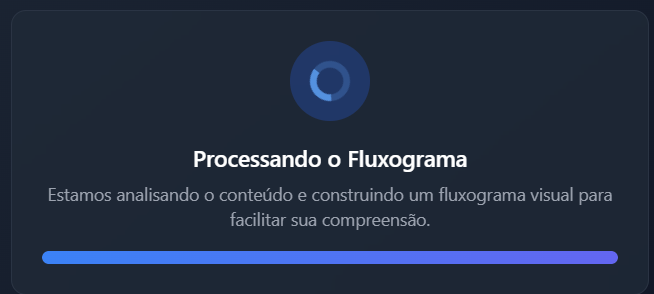 Processando o Fluxograma
Estamos analisando o conteúdo e construindo um fluxograma visual para
facilitar sua compreensão.